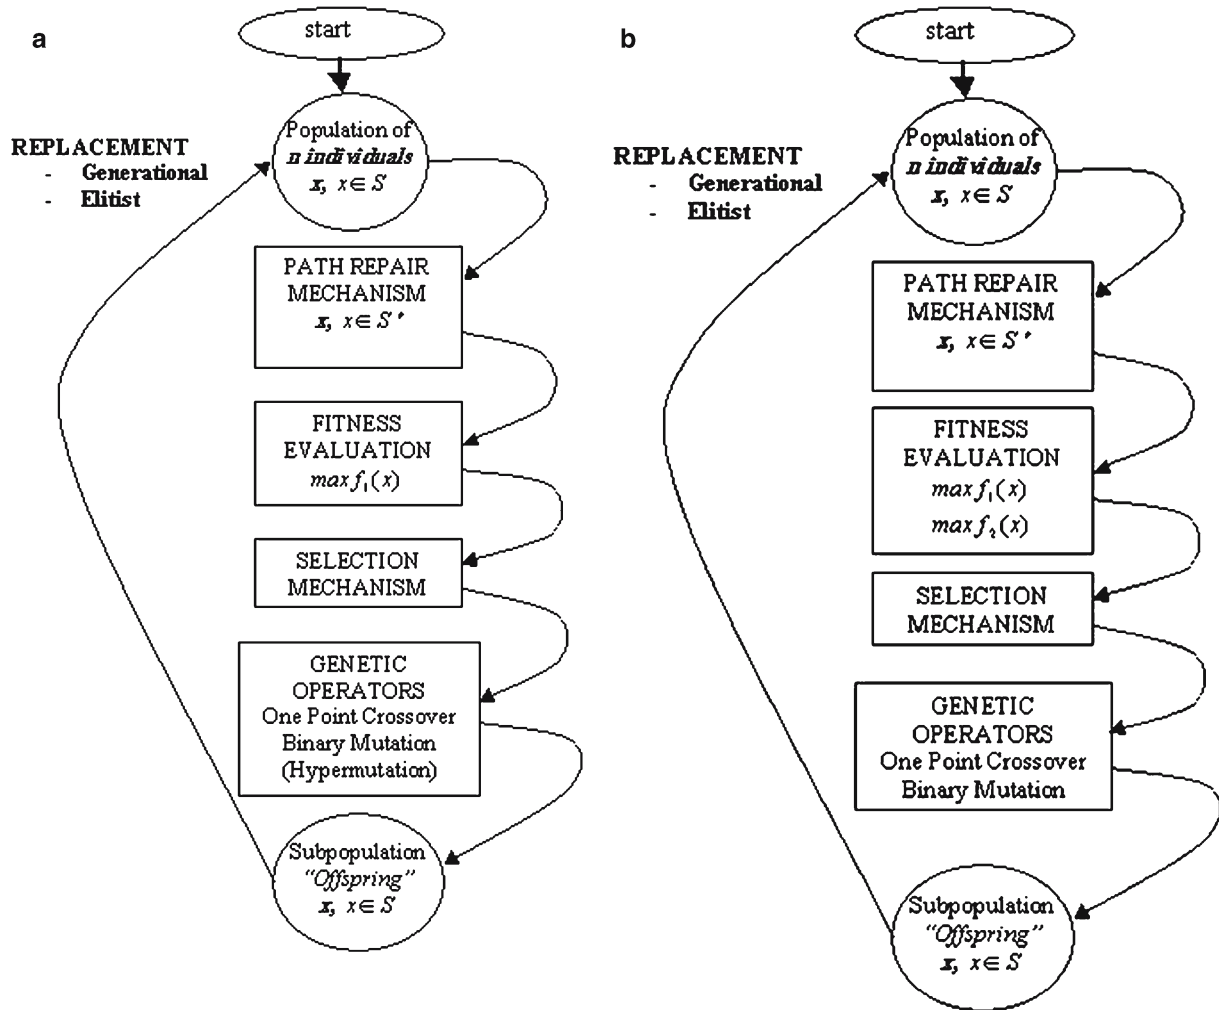 a
start
Population of
n individuals
x, x∈S
REPLACEMENT
- Generational
- Elitist
PATH REPAIR
MECHANISM
x, x∈S'
FITNESS
EVALUATION
max f₁(x)
SELECTION
MECHANISM
GENETIC
OPERATORS
One Point Crossover
Binary Mutation
(Hypermutation)
Subpopulation
"Offspring"
x, x∈S
b
start
Population of
n individuals
x, x∈S
REPLACEMENT
- Generational
- Elitist
PATH REPAIR
MECHANISM
x, x∈S'
FITNESS
EVALUATION
max f₁(x)
max f₂(x)
SELECTION
MECHANISM
GENETIC
OPERATORS
One Point Crossover
Binary Mutation
Subpopulation
"Offspring"
x, x∈S